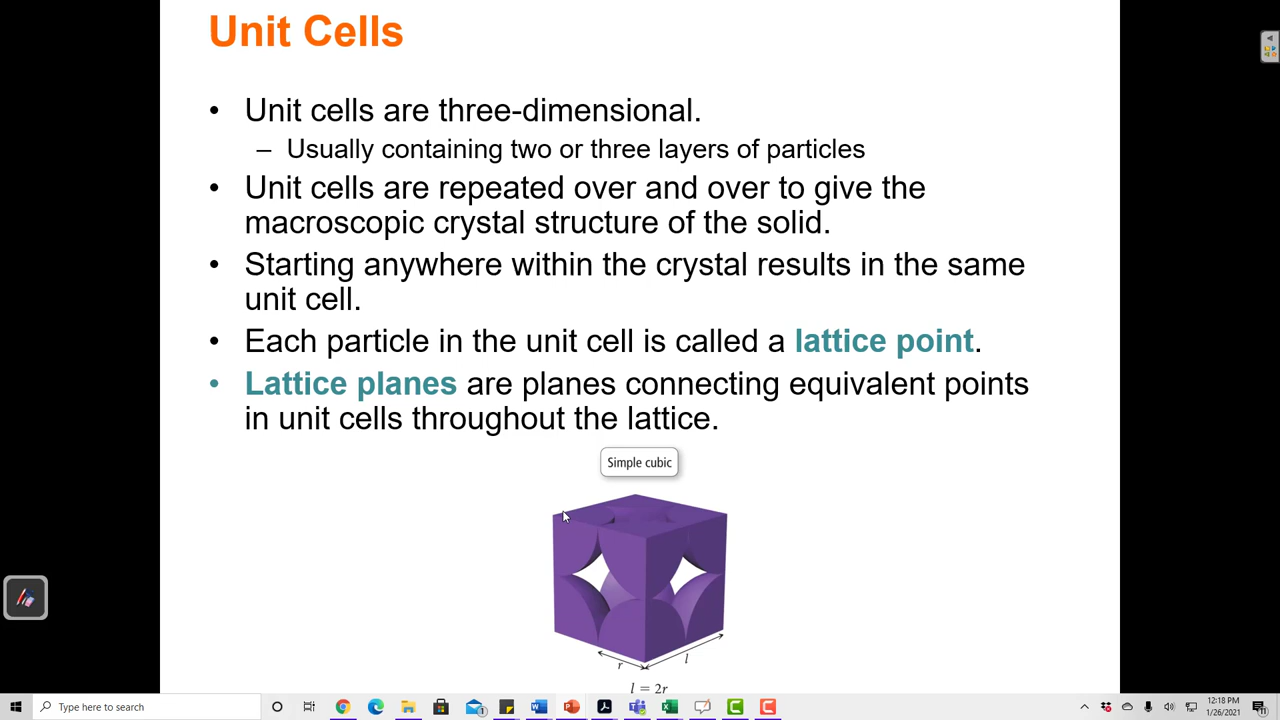 Unit Cells
• Unit cells are three-dimensional.
– Usually containing two or three layers of particles
• Unit cells are repeated over and over to give the
macroscopic crystal structure of the solid.
• Starting anywhere within the crystal results in the same
unit cell.
• Each particle in the unit cell is called a lattice point.
• Lattice planes are planes connecting equivalent points
in unit cells throughout the lattice.
Simple cubic
r
l
l = 2r
Type here to search
12:18 PM
1/26/2021